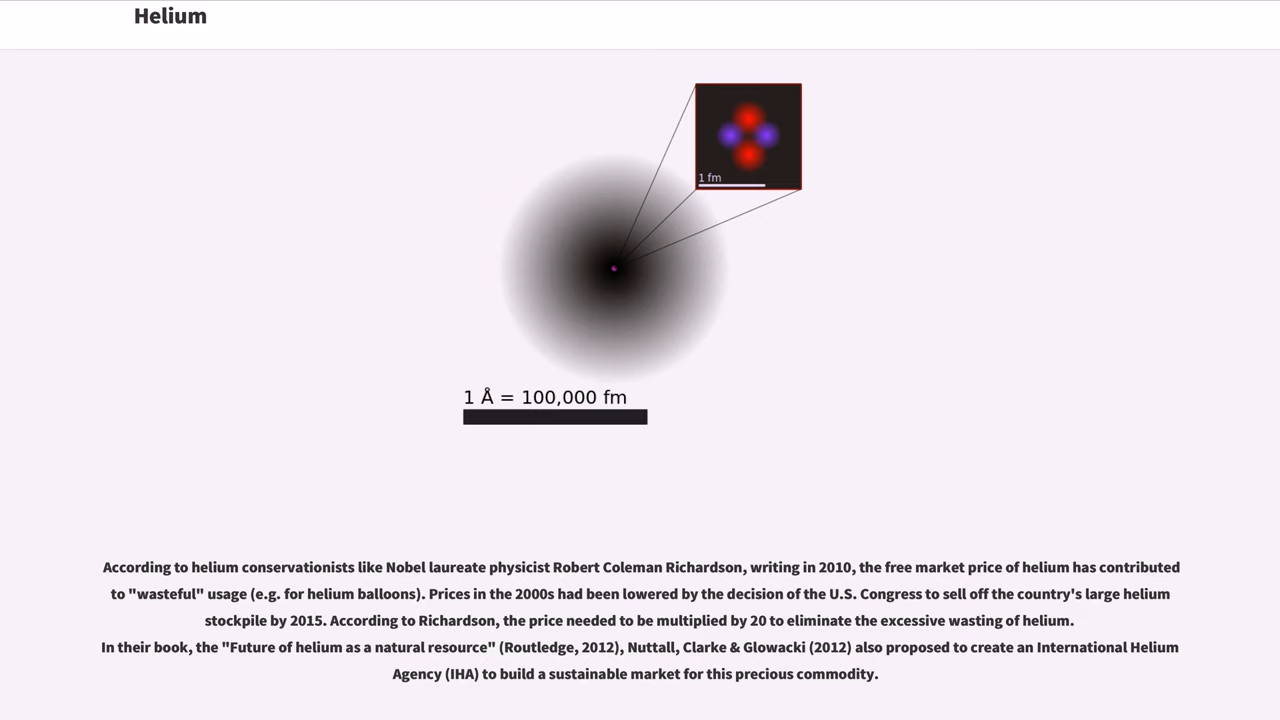 Helium
1 fm
1 Å = 100,000 fm
According to helium conservationists like Nobel laureate physicist Robert Coleman Richardson, writing in 2010, the free market price of helium has contributed
to "wasteful" usage (e.g. for helium balloons). Prices in the 2000s had been lowered by the decision of the U.S. Congress to sell off the country's large helium
stockpile by 2015. According to Richardson, the price needed to be multiplied by 20 to eliminate the excessive wasting of helium.
In their book, the "Future of helium as a natural resource" (Routledge, 2012), Nuttall, Clarke & Glowacki (2012) also proposed to create an International Helium
Agency (IHA) to build a sustainable market for this precious commodity.